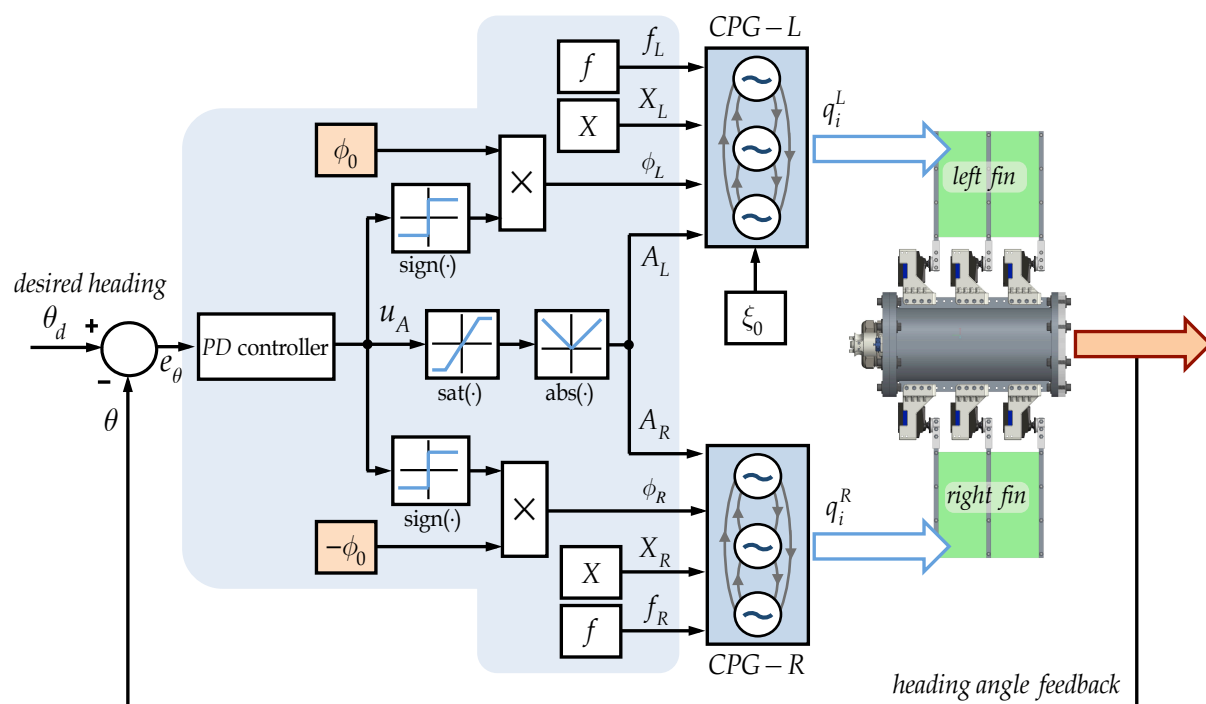 CPG – L
f_L
f
X_L
X
q_i^L
ϕ_0
×
ϕ_L
left fin
sign(·)
A_L
desired heading
θ_d
+
u_A
ξ_0
PD controller
e_θ
−
sat(·)
abs(·)
θ
A_R
sign(·)
×
ϕ_R
right fin
q_i^R
−ϕ_0
X_R
X
f_R
f
CPG – R
heading angle feedback